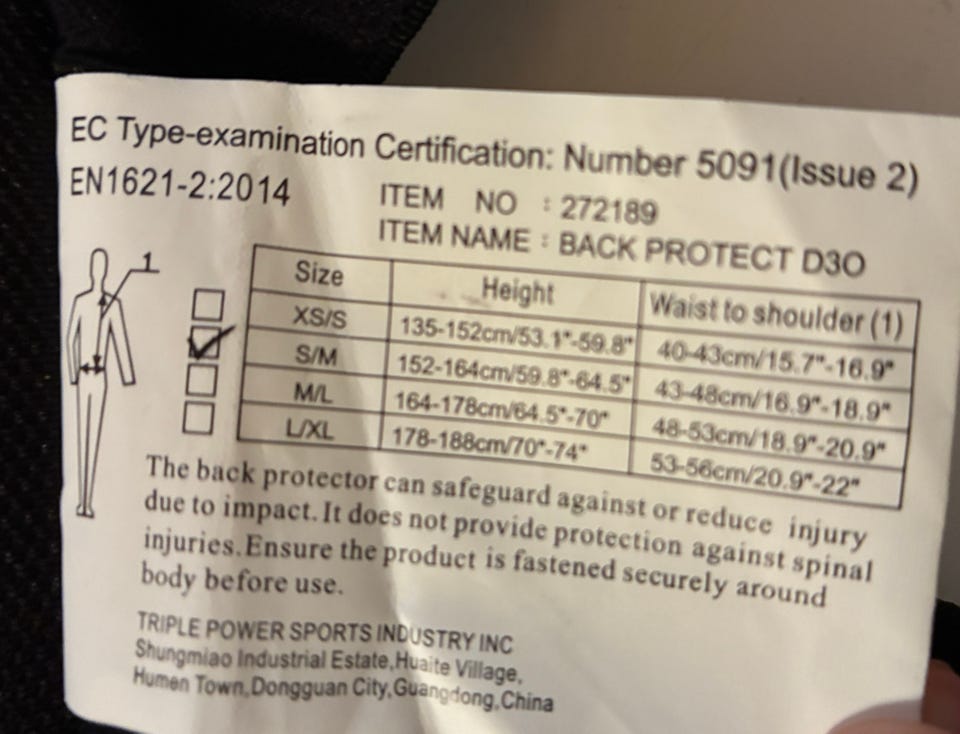 EC Type-examination Certification: Number 5091(Issue 2)
EN1621-2:2014
ITEM NO : 272189
ITEM NAME : BACK PROTECT D3O
1
Size Height Waist to shoulder (1)
XS/S 135-152cm/53.1"-59.8" 40-43cm/15.7"-16.9"
S/M 152-164cm/59.8"-64.5" 43-48cm/16.9"-18.9"
M/L 164-178cm/64.5"-70" 48-53cm/18.9"-20.9"
L/XL 178-188cm/70"-74" 53-56cm/20.9"-22"
The back protector can safeguard against or reduce injury
due to impact.It does not provide protection against spinal
injuries.Ensure the product is fastened securely around
body before use.
TRIPLE POWER SPORTS INDUSTRY INC
Shungmiao Industrial Estate,Huaite Village,
Humen Town,Dongguan City,Guangdong,China